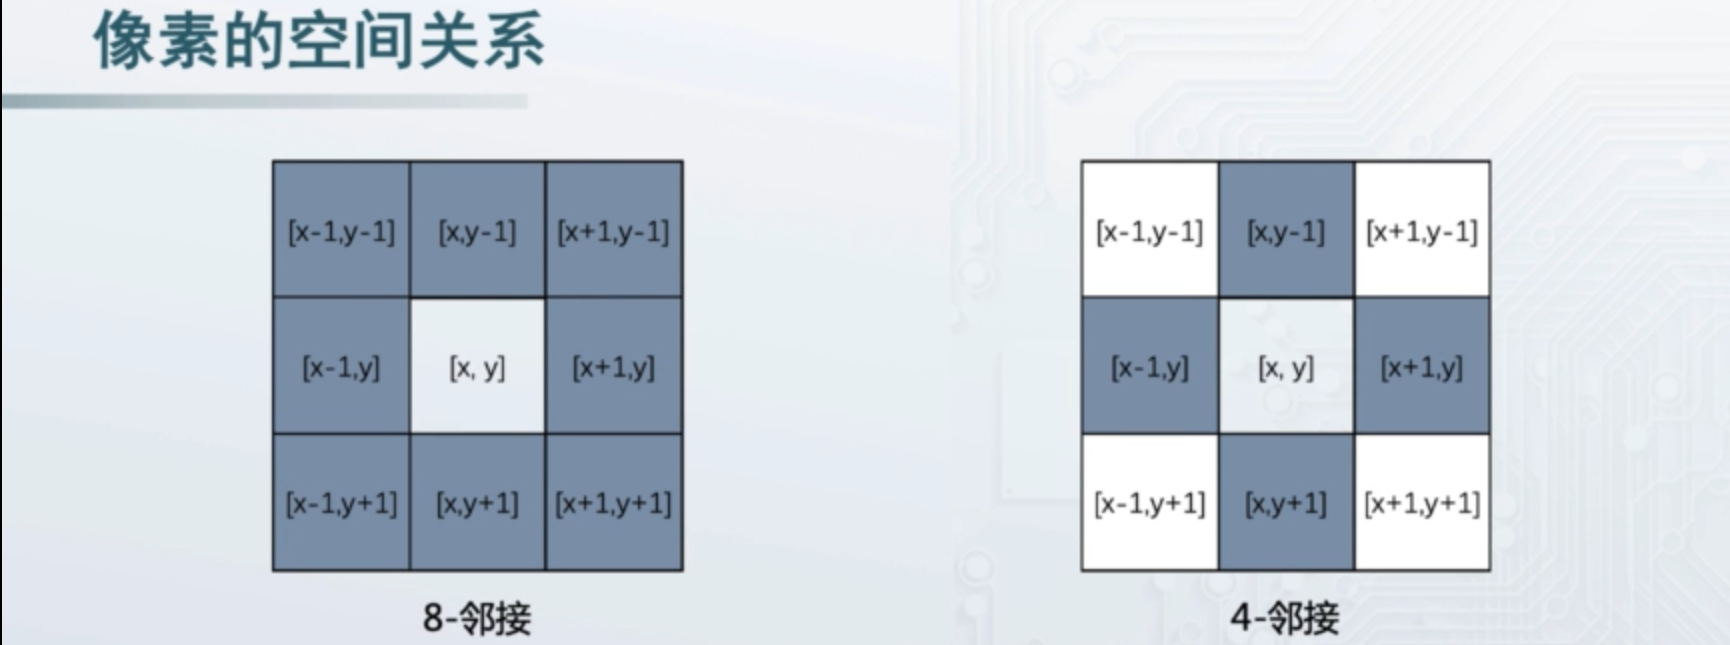 像素的空间关系
[x-1,y-1] [x,y-1] [x+1,y-1]
[x-1,y] [x, y] [x+1,y]
[x-1,y+1] [x,y+1] [x+1,y+1]
8-邻接
[x-1,y-1] [x,y-1] [x+1,y-1]
[x-1,y] [x, y] [x+1,y]
[x-1,y+1] [x,y+1] [x+1,y+1]
4-邻接